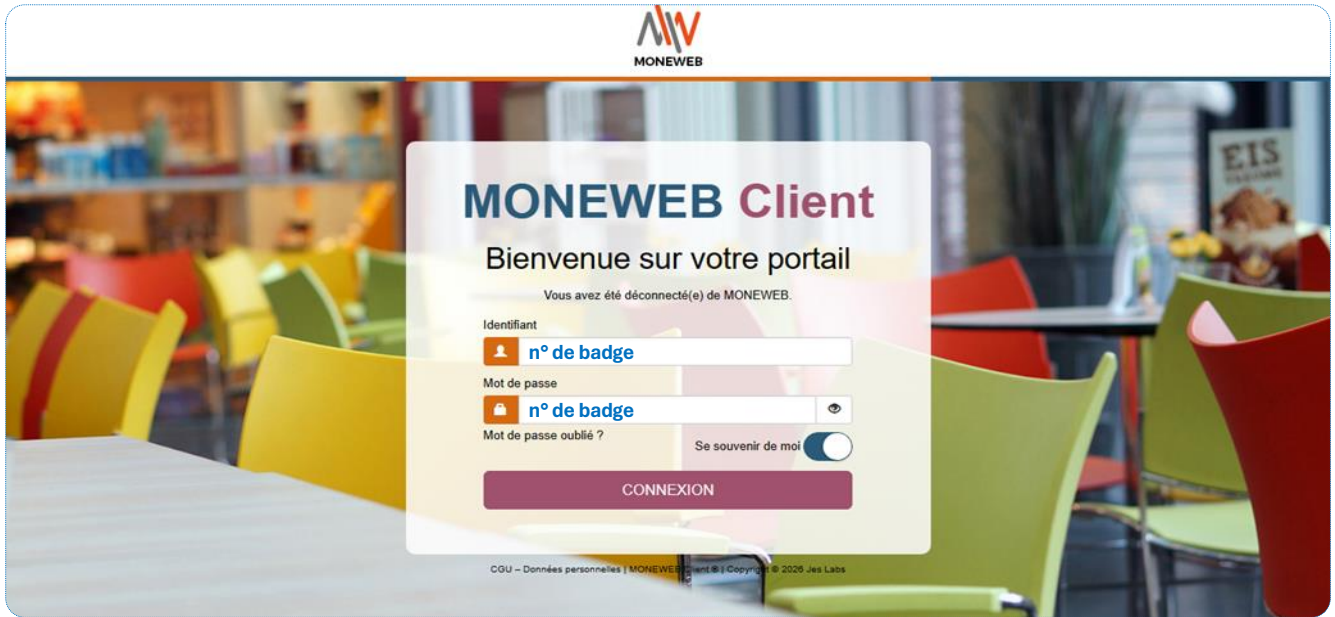 MONEWEB
MONEWEB Client
Bienvenue sur votre portail
Vous avez été déconnecté(e) de MONEWEB.
Identifiant
n° de badge
Mot de passe
n° de badge
Mot de passe oublié ?
Se souvenir de moi
CONNEXION
CGU – Données personnelles | MONEWEB Client ® | Copyright © 2026 Jes Labs
EIS